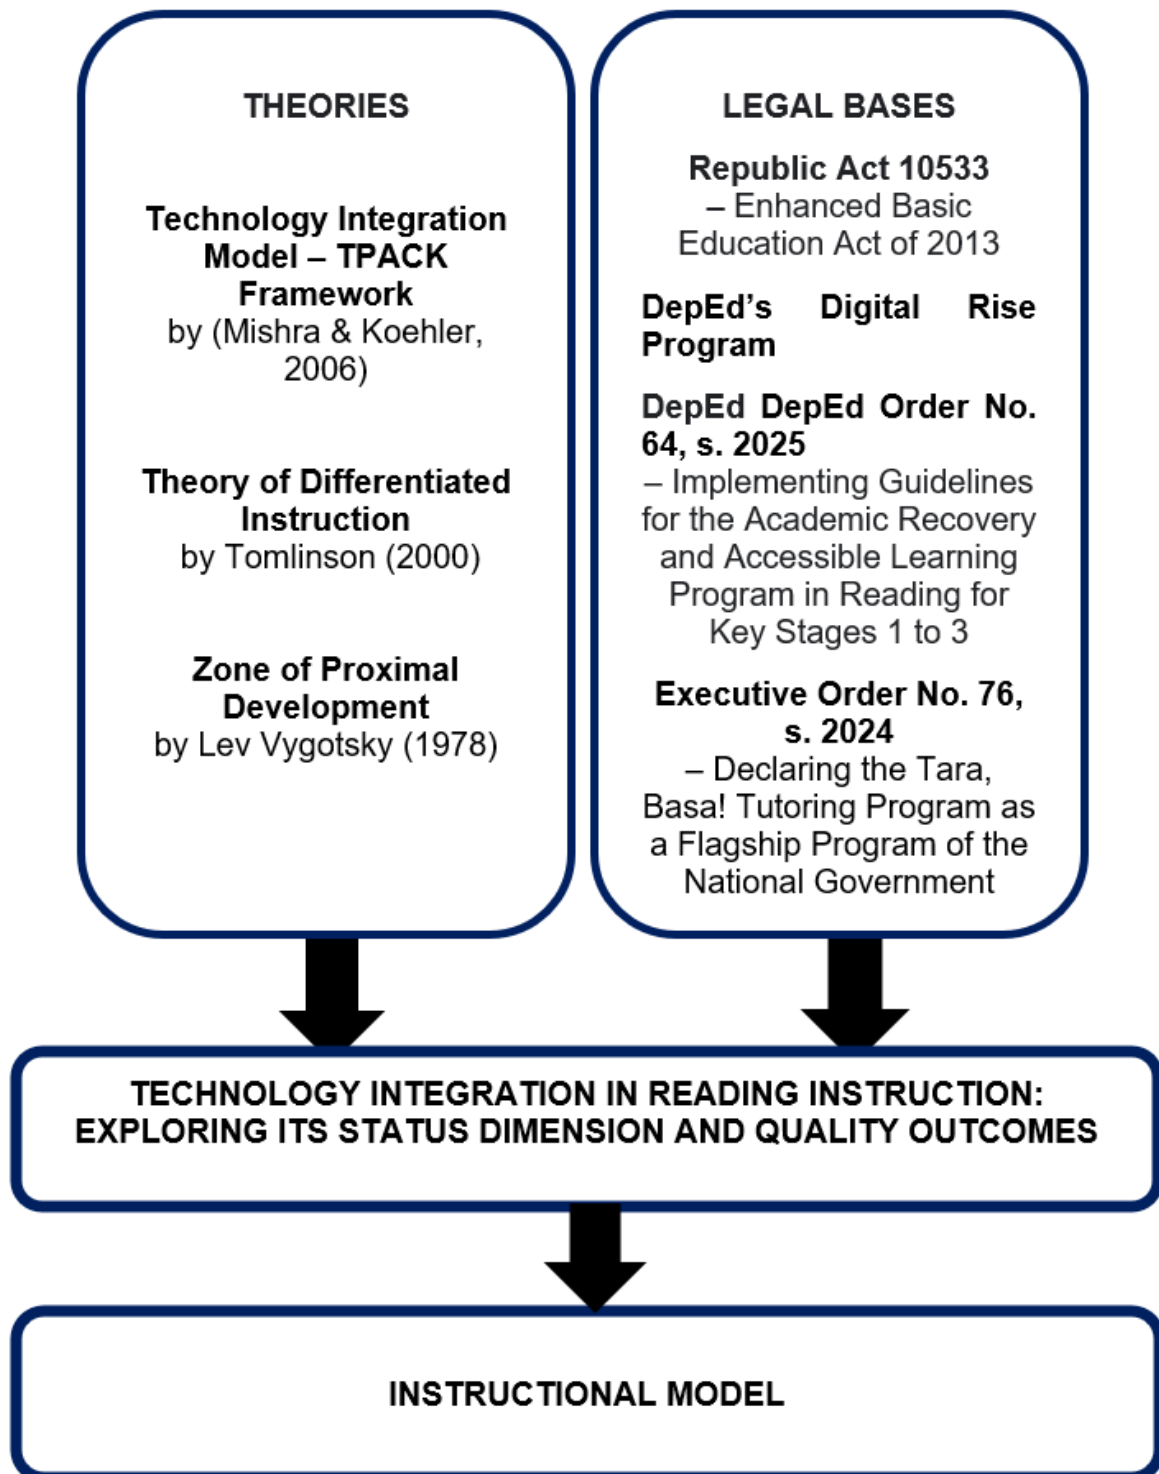 THEORIES
Technology Integration
Model – TPACK
Framework
by (Mishra & Koehler,
2006)
Theory of Differentiated
Instruction
by Tomlinson (2000)
Zone of Proximal
Development
by Lev Vygotsky (1978)
LEGAL BASES
Republic Act 10533
– Enhanced Basic
Education Act of 2013
DepEd’s Digital Rise
Program
DepEd DepEd Order No.
64, s. 2025
– Implementing Guidelines
for the Academic Recovery
and Accessible Learning
Program in Reading for
Key Stages 1 to 3
Executive Order No. 76,
s. 2024
– Declaring the Tara,
Basa! Tutoring Program as
a Flagship Program of the
National Government
TECHNOLOGY INTEGRATION IN READING INSTRUCTION:
EXPLORING ITS STATUS DIMENSION AND QUALITY OUTCOMES
INSTRUCTIONAL MODEL